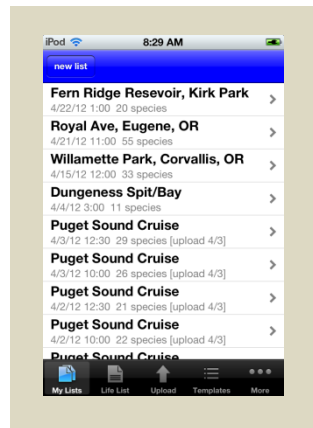 iPod 8:29 AM
new list
Fern Ridge Resevoir, Kirk Park
4/22/12 1:00 20 species
Royal Ave, Eugene, OR
4/21/12 11:00 55 species
Willamette Park, Corvallis, OR
4/15/12 12:00 33 species
Dungeness Spit/Bay
4/4/12 3:00 11 species
Puget Sound Cruise
4/3/12 12:30 29 species [upload 4/3]
Puget Sound Cruise
4/3/12 10:00 26 species [upload 4/3]
Puget Sound Cruise
4/2/12 12:30 21 species [upload 4/3]
Puget Sound Cruise
4/2/12 10:00 22 species [upload 4/3]
Puget Sound Cruise
My Lists Life List Upload Templates More